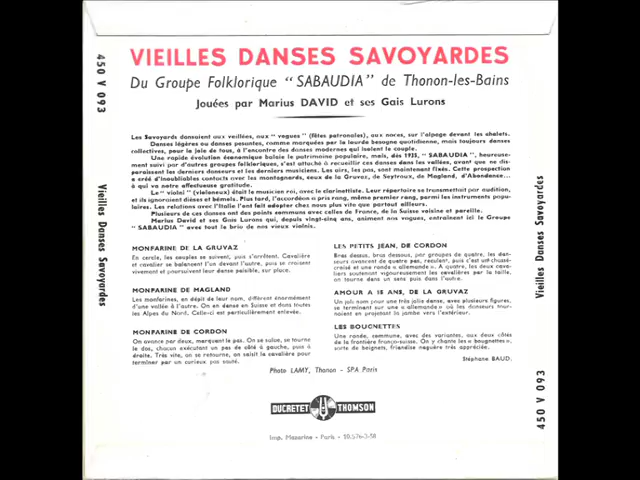 VIEILLES DANSES SAVOYARDES
Du Groupe Folklorique "SABAUDIA" de Thonon-les-Bains
Jouées par Marius DAVID et ses Gais Lurons
Les Savoyards dansaient aux veillées, aux "vogues" (fêtes patronales), aux noces, sur l'alpage devant les chalets.
Danses légères ou danses pesantes, comme marquées par la lourde besogne quotidienne, mais toujours danses
collectives, pour la joie de tous, à l'encontre des danses modernes qui isolent le couple.
Une rapide évolution économique balaie le patrimoine populaire, mais, dès 1935, "SABAUDIA", heureuse-
ment suivi par d'autres groupes folkloriques, s'est attaché à recueillir ces danses dans les vallées, avant que ne dis-
paraissent les derniers danseurs et les derniers musiciens. Les airs, les pas, sont maintenant fixés. Cette prospection
a créé d'inoubliables contacts avec les montagnards, ceux de la Gruvaz, de Seytroux, de Magland, d'Abondance...
à qui va notre affectueuse gratitude.
Le "violni" (violoneux) était le musicien roi, avec le clarinettiste. Leur répertoire se transmettait par audition,
et ils ignoraient dièses et bémols. Plus tard, l'accordéon a pris rang, même premier rang, parmi les instruments popu-
laires. Les relations avec l'Italie l'ont fait adopter chez nous plus vite que partout ailleurs.
Plusieurs de ces danses ont des points communs avec celles de France, de la Suisse voisine et pareille.
Marius David et ses Gais Lurons qui, depuis vingt-cinq ans, animent nos vogues, entraînent ici le Groupe
"SABAUDIA" avec tout le brio de nos vieux violnis.
MONFARINE DE LA GRUVAZ
En cercle, les couples se suivent, puis s'arrêtent. Cavalière
et cavalier se balancent l'un devant l'autre, puis se croisent
vivement et poursuivent leur danse paisible, sur place.
MONFARINE DE MAGLAND
Les monfarines, en dépit de leur nom, diffèrent énormément
d'une vallée à l'autre. On en danse en Suisse et dans toutes
les Alpes du Nord. Celle-ci est particulièrement enlevée.
MONFARINE DE CORDON
On avance par deux, marquant le pas. On se salue, se tourne
le dos, chacun exécutant un pas de côté à gauche, puis à
droite. Très vite, on se retourne, on saisit la cavalière pour
terminer par un curieux pas sauté.
LES PETITS JEAN, DE CORDON
Bras dessus, bras dessous, par groupes de quatre, les dan-
seurs avancent de quatre pas, reculent, puis c'est un chassé-
croisé et une ronde « allemande ». A quatre, les deux cava-
liers soutenant vigoureusement les cavalières par la taille,
on tourne dans un sens puis dans l'autre.
AMOUR A 15 ANS, DE LA GRUVAZ
Un joli nom pour une très jolie danse, avec plusieurs figures,
se terminant sur une « allemande », où les danseurs tour-
noient en projetant la jambe vers l'extérieur.
LES BOUGNETTES
Une ronde, commune, avec des variantes, aux deux côtés
de la frontière franco-suisse. On y chante les « bougnettes »,
sorte de beignets, friandise naguère très appréciée.
Stéphane BAUD.
Photo LAMY, Thonon - SPA Paris
DUCRETET THOMSON
Imp. Mazarine - Paris - 10.576-3-58
450 V 093
Vieilles Danses Savoyardes
Vieilles Danses Savoyardes
450 V 093